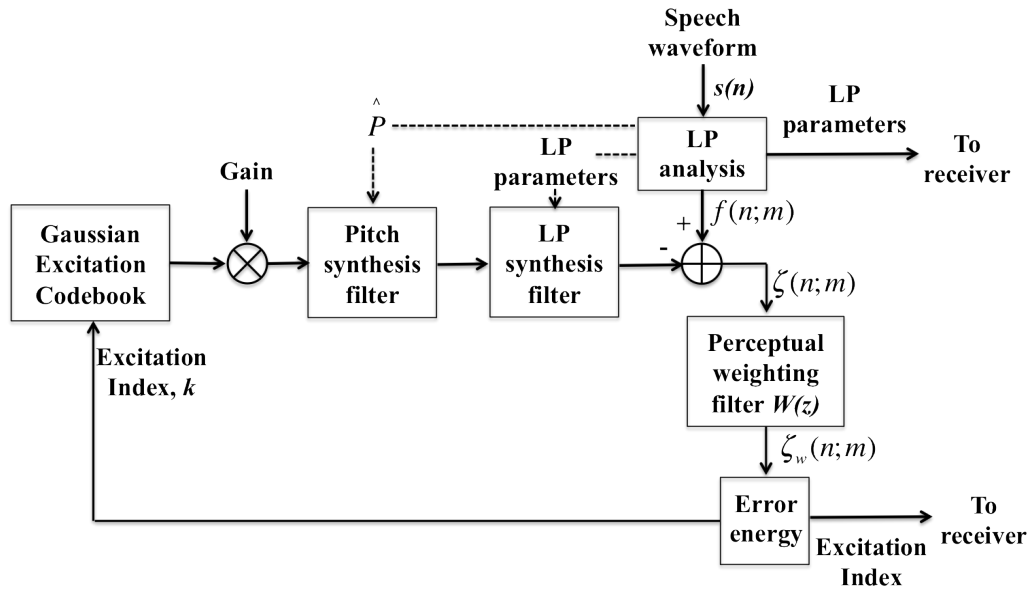 Speech
waveform
s(n)
LP
parameters
P̂
LP
analysis
LP
parameters
To
receiver
Gain
f(n;m)
+
-
Gaussian
Excitation
Codebook
Pitch
synthesis
filter
LP
synthesis
filter
ζ(n;m)
Excitation
Index, k
Perceptual
weighting
filter W(z)
ζw(n;m)
Error
energy
To
receiver
Excitation
Index